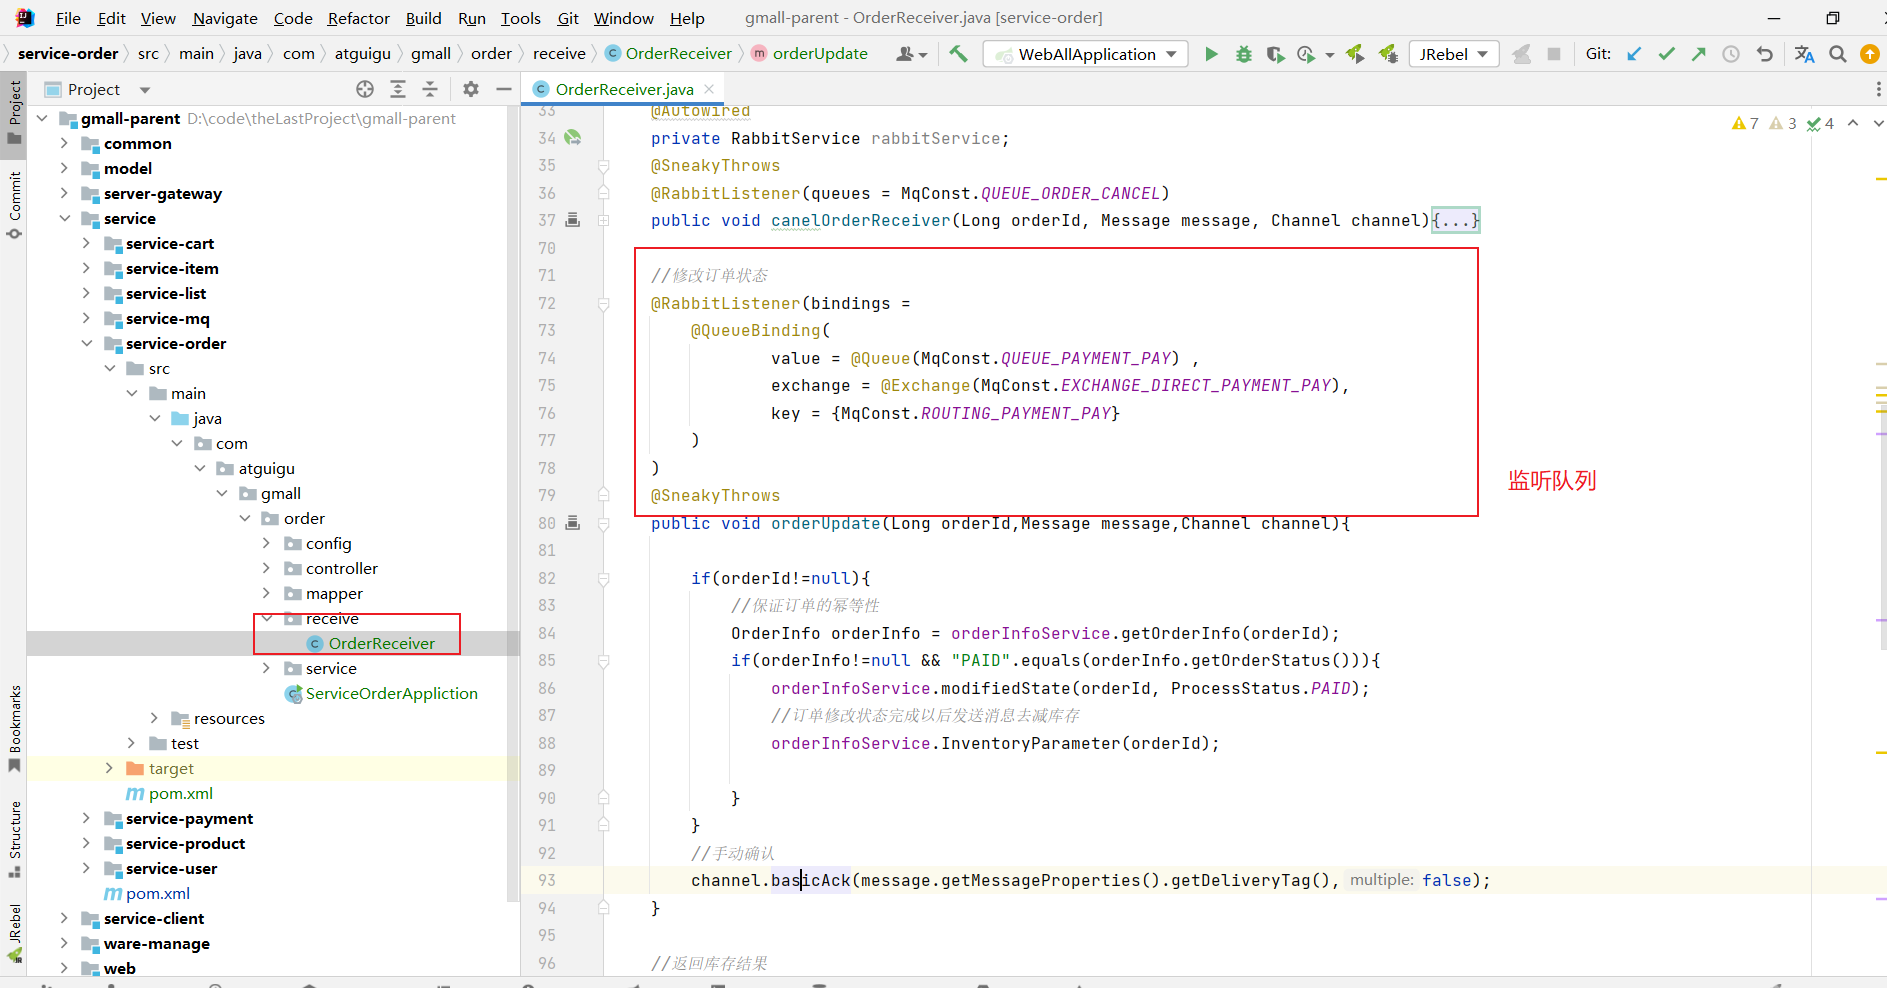 File Edit View Navigate Code Refactor Build Run Tools Git Window Help gmall-parent - OrderReceiver.java [service-order]
service-order src main java com atguigu gmall order receive OrderReceiver orderUpdate WebAllApplication JRebel Git:
Project
OrderReceiver.java
Project
Commit
Bookmarks
Structure
JRebel
gmall-parent D:\code\theLastProject\gmall-parent
common
model
server-gateway
service
service-cart
service-item
service-list
service-mq
service-order
src
main
java
com
atguigu
gmall
order
config
controller
mapper
receive
OrderReceiver
service
ServiceOrderAppliction
resources
test
target
pom.xml
service-payment
service-product
service-user
pom.xml
service-client
ware-manage
web
7 3 4
33 @Autowired
34 private RabbitService rabbitService;
35 @SneakyThrows
36 @RabbitListener(queues = MqConst.QUEUE_ORDER_CANCEL)
37 public void canelOrderReceiver(Long orderId, Message message, Channel channel){...}
70
71 //修改订单状态
72 @RabbitListener(bindings =
73 @QueueBinding(
74 value = @Queue(MqConst.QUEUE_PAYMENT_PAY) ,
75 exchange = @Exchange(MqConst.EXCHANGE_DIRECT_PAYMENT_PAY),
76 key = {MqConst.ROUTING_PAYMENT_PAY}
77 )
78 )
监听队列
79 @SneakyThrows
80 public void orderUpdate(Long orderId,Message message,Channel channel){
81
82 if(orderId!=null){
83 //保证订单的幂等性
84 OrderInfo orderInfo = orderInfoService.getOrderInfo(orderId);
85 if(orderInfo!=null && "PAID".equals(orderInfo.getOrderStatus())){
86 orderInfoService.modifiedState(orderId, ProcessStatus.PAID);
87 //订单修改状态完成以后发送消息去减库存
88 orderInfoService.InventoryParameter(orderId);
89
90 }
91 }
92 //手动确认
93 channel.basicAck(message.getMessageProperties().getDeliveryTag(), multiple: false);
94 }
95
96 //返回库存结果